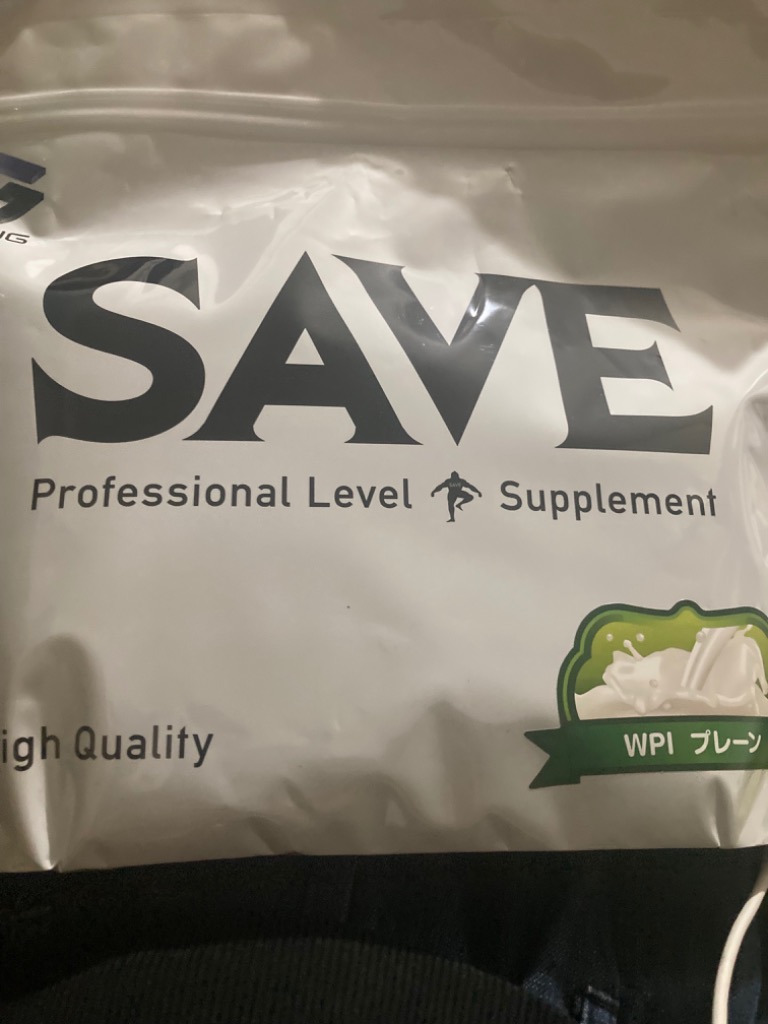 SAVE
Professional Level Supplement
igh Quality
WPI プレーン